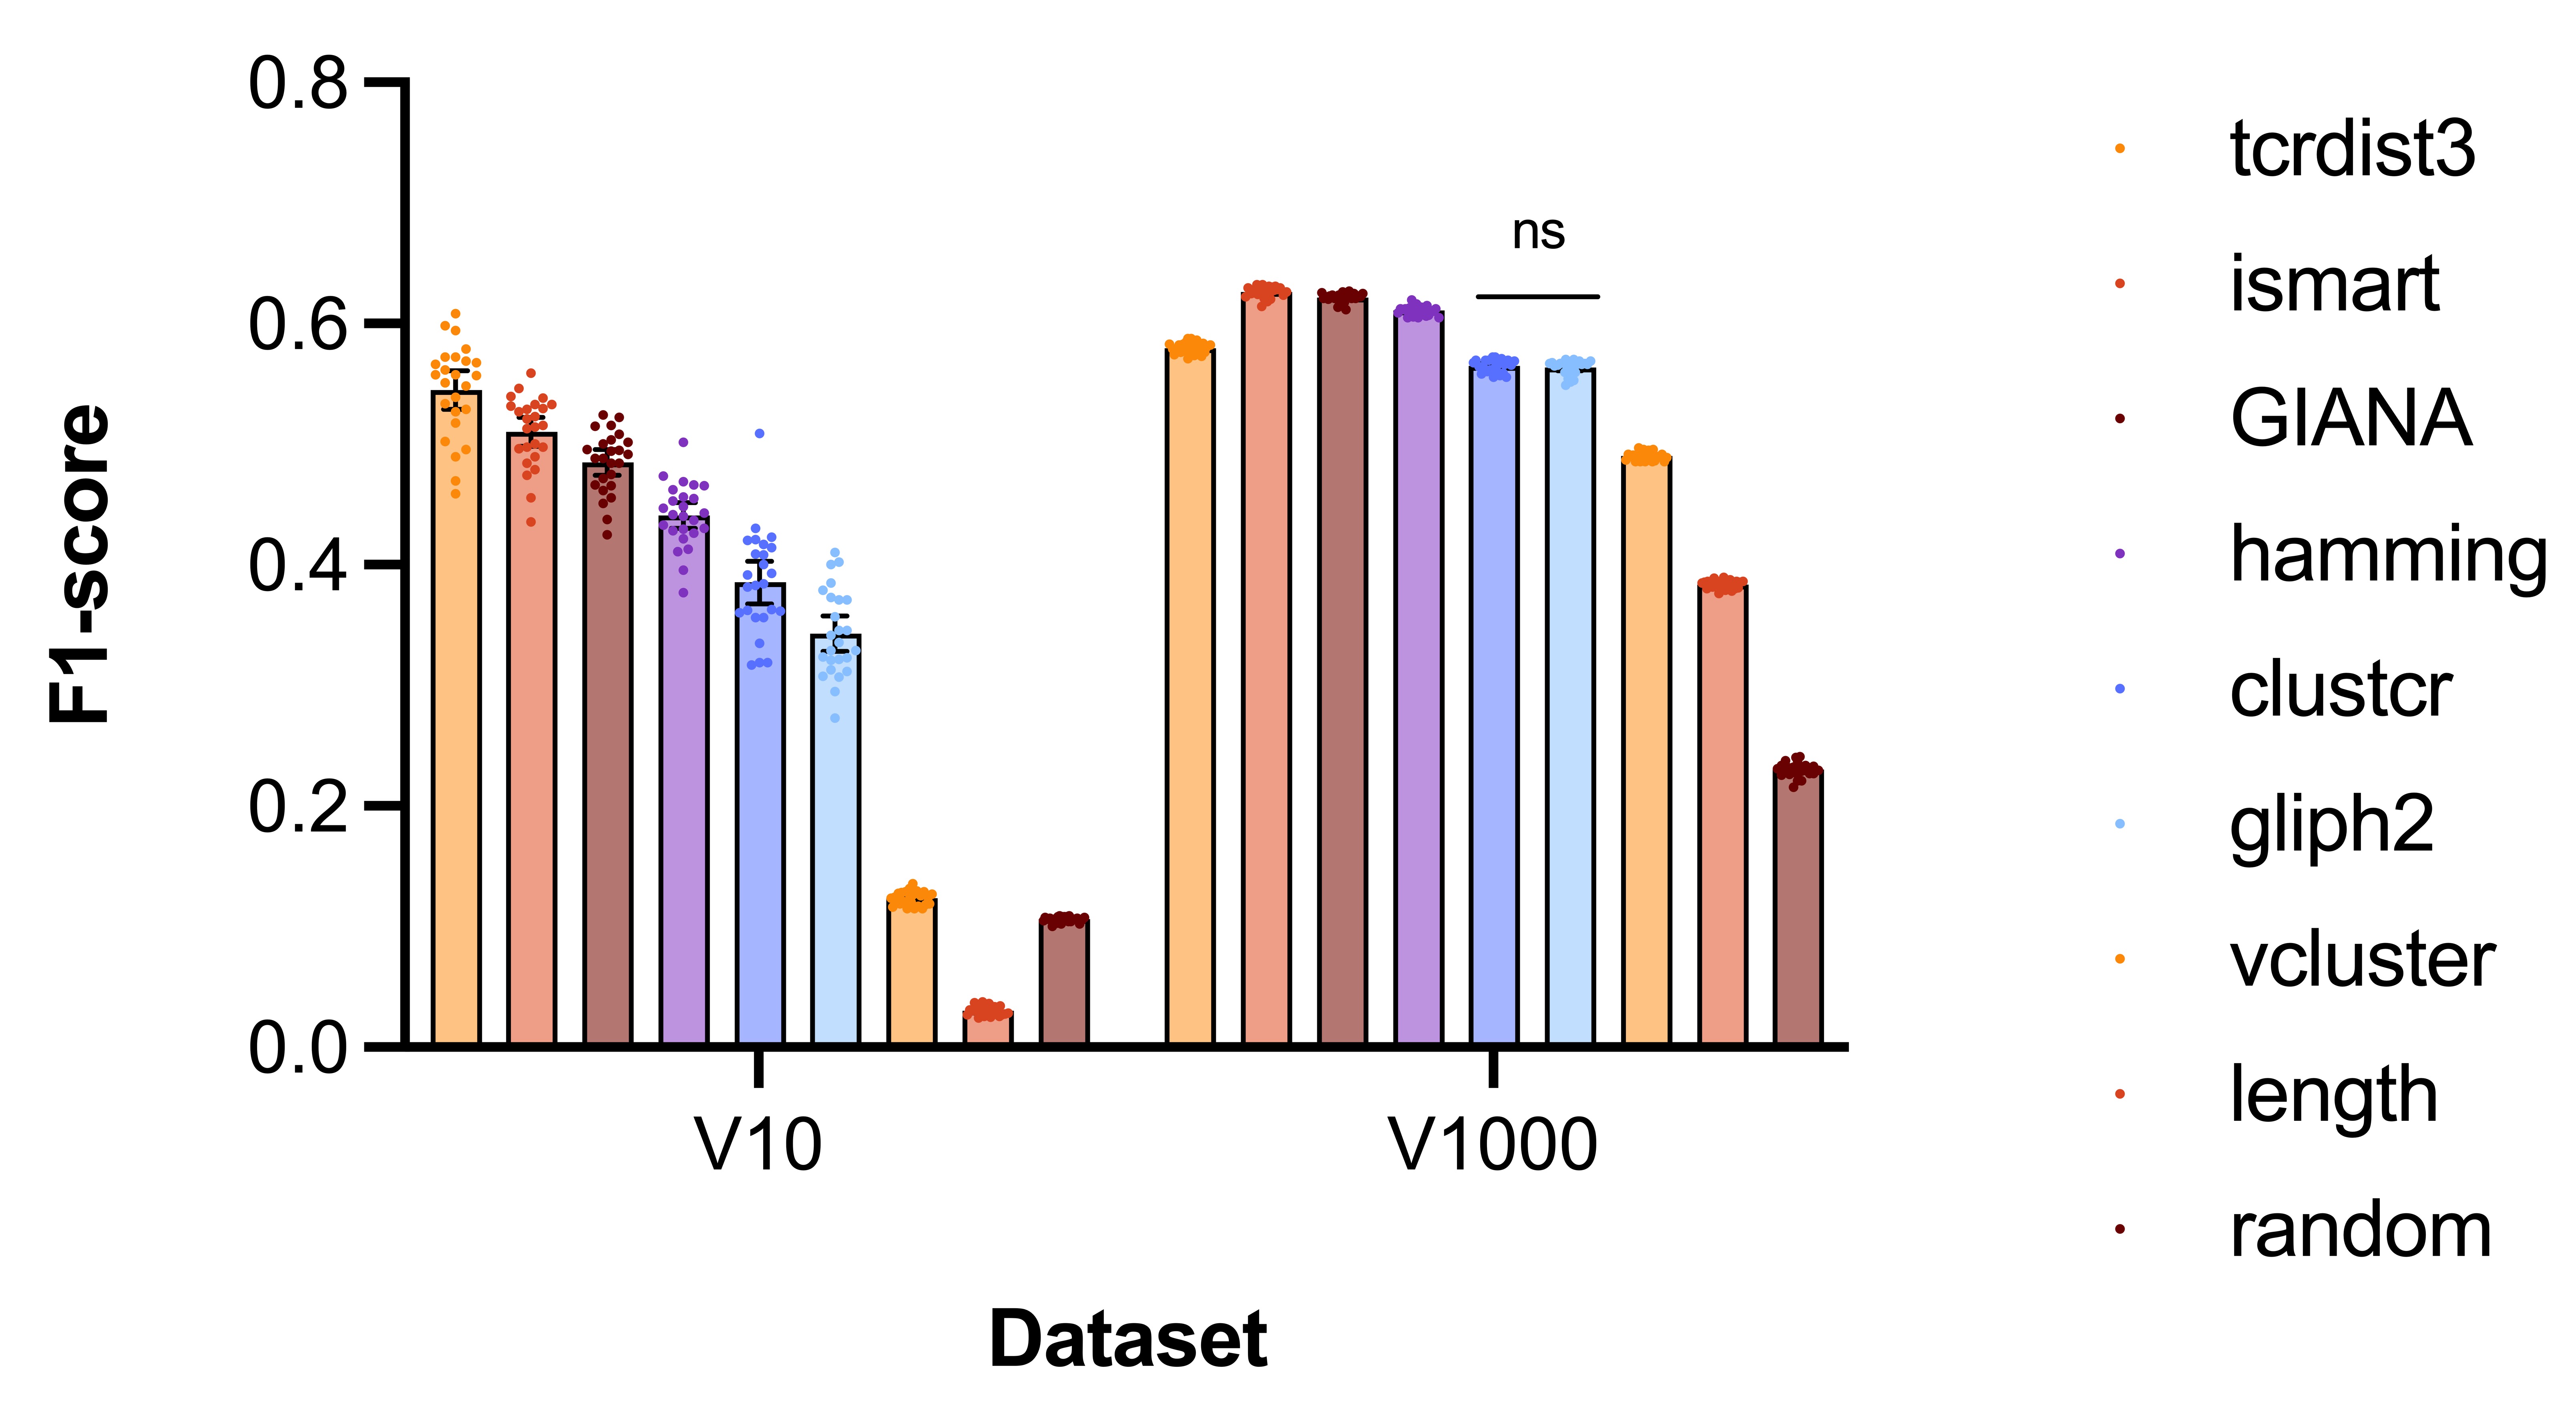 F1-score
0.8
0.6
0.4
0.2
0.0
ns
V10
V1000
Dataset
tcrdist3
ismart
GIANA
hamming
clustcr
gliph2
vcluster
length
random